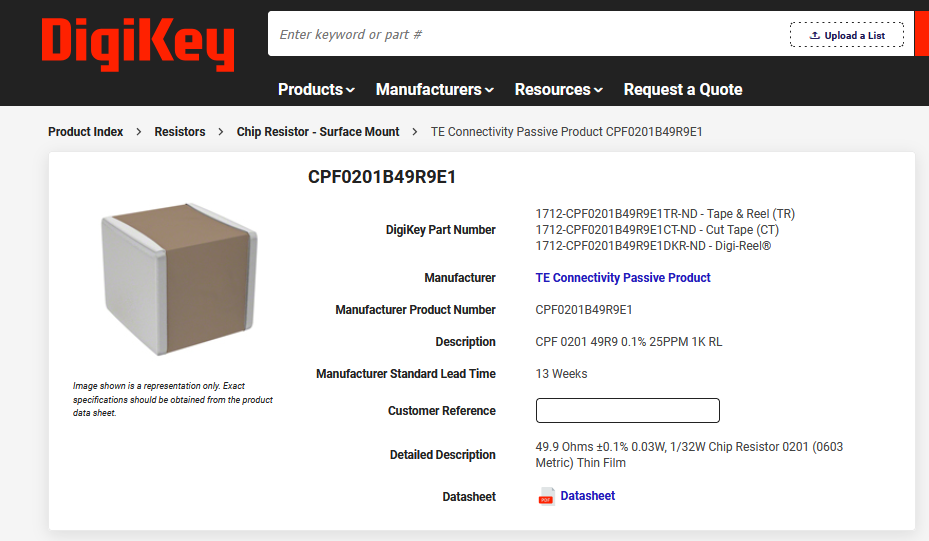 DigiKey
Enter keyword or part #
Upload a List
Products
Manufacturers
Resources
Request a Quote
Product Index > Resistors > Chip Resistor - Surface Mount > TE Connectivity Passive Product CPF0201B49R9E1
CPF0201B49R9E1
Image shown is a representation only. Exact
specifications should be obtained from the product
data sheet.
DigiKey Part Number
1712-CPF0201B49R9E1TR-ND - Tape & Reel (TR)
1712-CPF0201B49R9E1CT-ND - Cut Tape (CT)
1712-CPF0201B49R9E1DKR-ND - Digi-Reel®
Manufacturer
TE Connectivity Passive Product
Manufacturer Product Number
CPF0201B49R9E1
Description
CPF 0201 49R9 0.1% 25PPM 1K RL
Manufacturer Standard Lead Time
13 Weeks
Customer Reference
Detailed Description
49.9 Ohms ±0.1% 0.03W, 1/32W Chip Resistor 0201 (0603
Metric) Thin Film
Datasheet
PDF
Datasheet